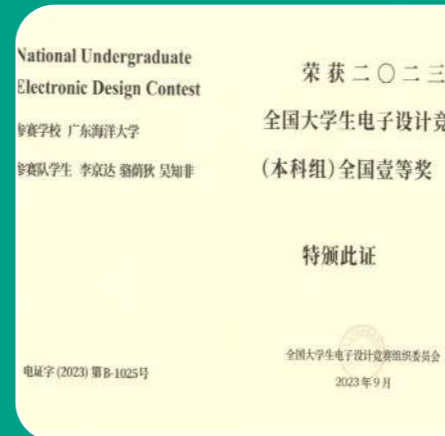 National Undergraduate
Electronic Design Contest
参赛学校 广东海洋大学
参赛队学生 李京达 骆荫狄 吴知非
电证字 (2023) 第 B-1025号
荣获二〇二三
全国大学生电子设计竞
(本科组)全国壹等奖
特颁此证
全国大学生电子设计竞赛组织委员会
2023年9月